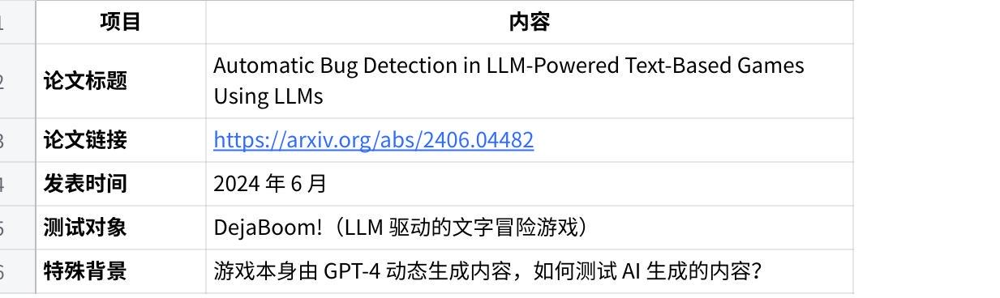 1 项目 内容
2 论文标题 Automatic Bug Detection in LLM-Powered Text-Based Games
Using LLMs
3 论文链接 https://arxiv.org/abs/2406.04482
4 发表时间 2024 年 6 月
5 测试对象 DejaBoom!（LLM 驱动的文字冒险游戏）
6 特殊背景 游戏本身由 GPT-4 动态生成内容，如何测试 AI 生成的内容？